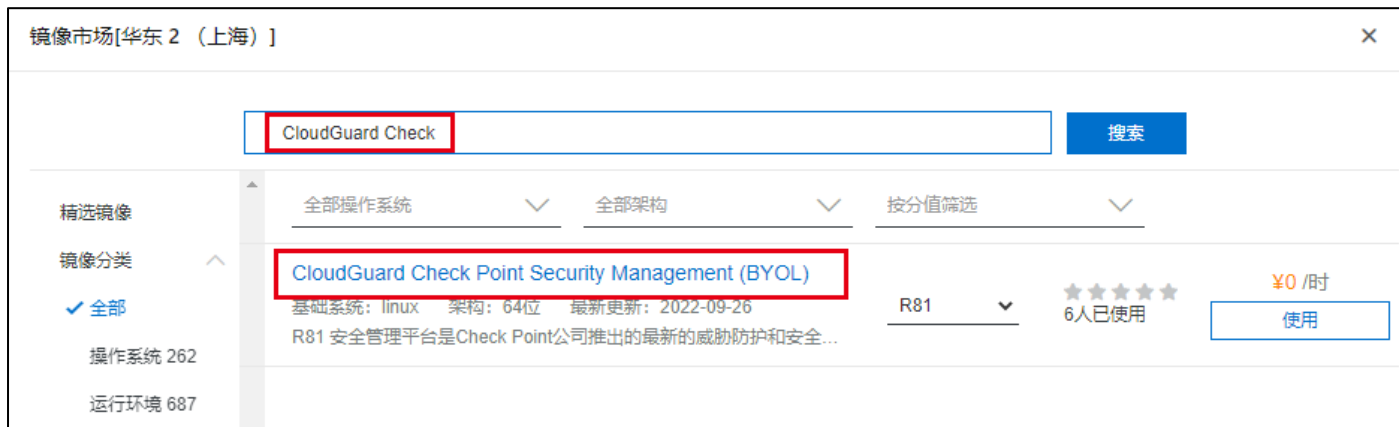 镜像市场[华东 2 （上海）]
CloudGuard Check
搜索
精选镜像
镜像分类
全部
操作系统 262
运行环境 687
全部操作系统
全部架构
按分值筛选
CloudGuard Check Point Security Management (BYOL)
基础系统：linux 架构：64位 最新更新：2022-09-26
R81 安全管理平台是Check Point公司推出的最新的威胁防护和安全...
R81
6人已使用
¥0 /时
使用